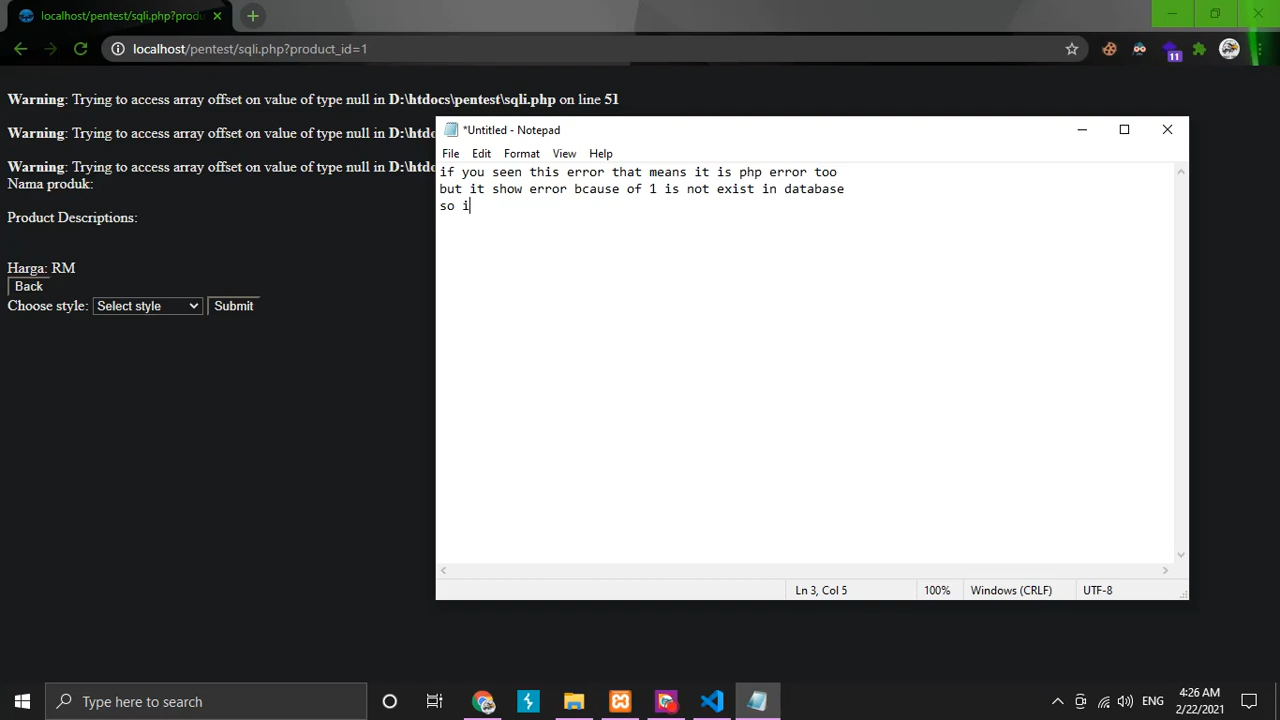 localhost/pentest/sqli.php?produ
localhost/pentest/sqli.php?product_id=1
11
Warning: Trying to access array offset on value of type null in D:\htdocs\pentest\sqli.php on line 51
Warning: Trying to access array offset on value of type null in D:\htdo
Warning: Trying to access array offset on value of type null in D:\htdo
Nama produk:
Product Descriptions:
Harga: RM
Back
Choose style: Select style Submit
*Untitled - Notepad
File Edit Format View Help
if you seen this error that means it is php error too
but it show error bcause of 1 is not exist in database
so i
Ln 3, Col 5 100% Windows (CRLF) UTF-8
Type here to search
ENG
4:26 AM
2/22/2021